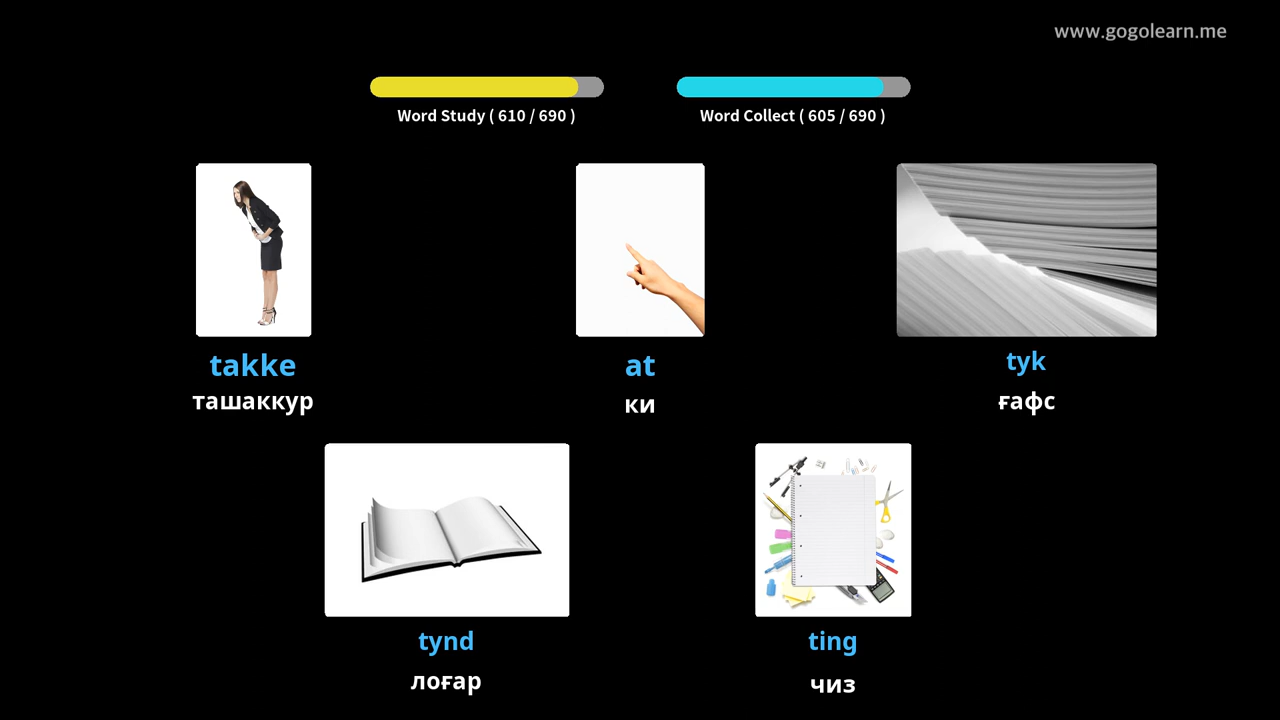 www.gogolearn.me
Word Study ( 610 / 690 )
Word Collect ( 605 / 690 )
takke
ташаккур
at
ки
tyk
ғафс
tynd
лоғар
ting
чиз